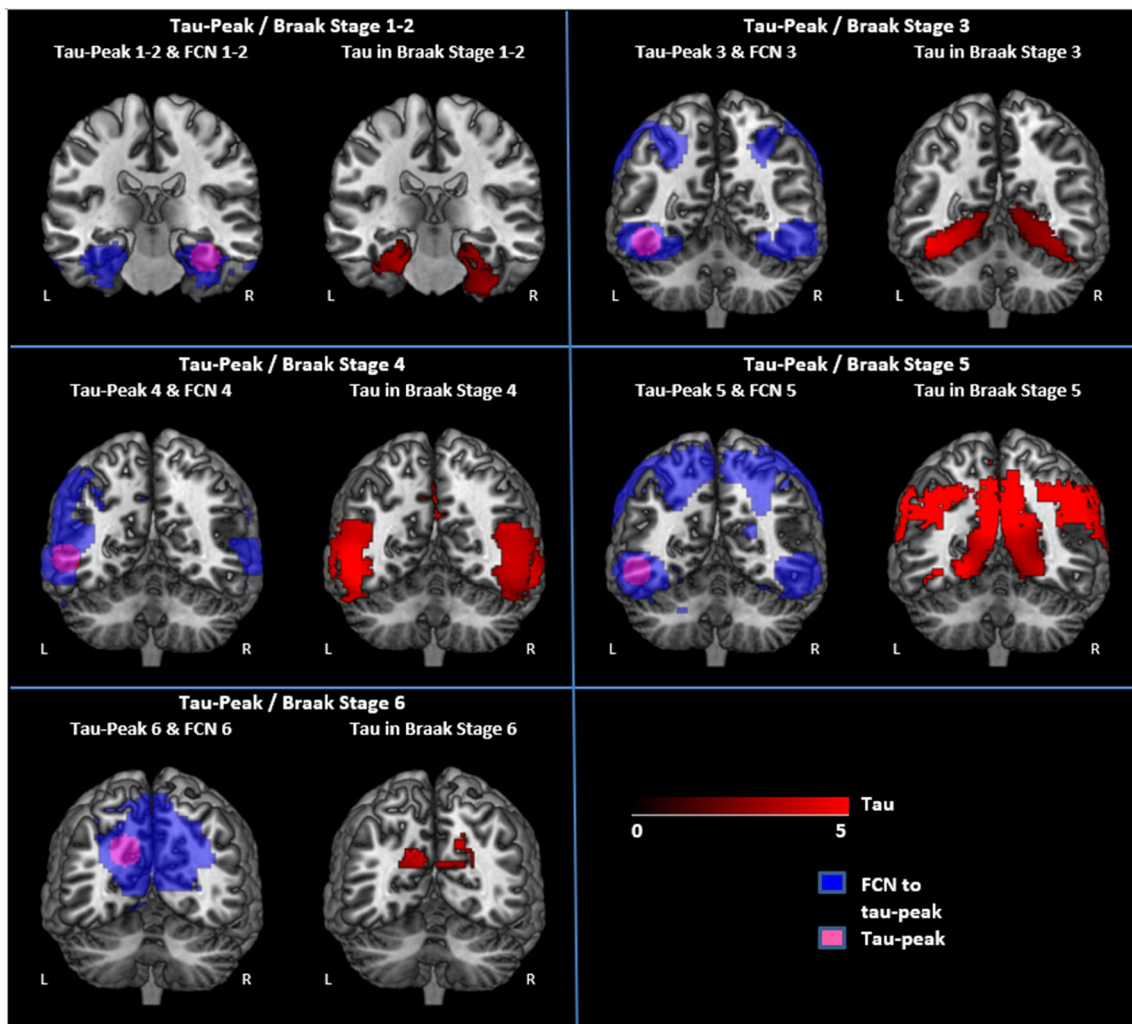 Tau-Peak / Braak Stage 1-2
Tau-Peak 1-2 & FCN 1-2
Tau in Braak Stage 1-2
L
R
L
R
Tau-Peak / Braak Stage 3
Tau-Peak 3 & FCN 3
Tau in Braak Stage 3
L
R
L
R
Tau-Peak / Braak Stage 4
Tau-Peak 4 & FCN 4
Tau in Braak Stage 4
L
R
L
R
Tau-Peak / Braak Stage 5
Tau-Peak 5 & FCN 5
Tau in Braak Stage 5
L
R
L
R
Tau-Peak / Braak Stage 6
Tau-Peak 6 & FCN 6
Tau in Braak Stage 6
L
R
L
R
Tau
0
5
FCN to
tau-peak
Tau-peak